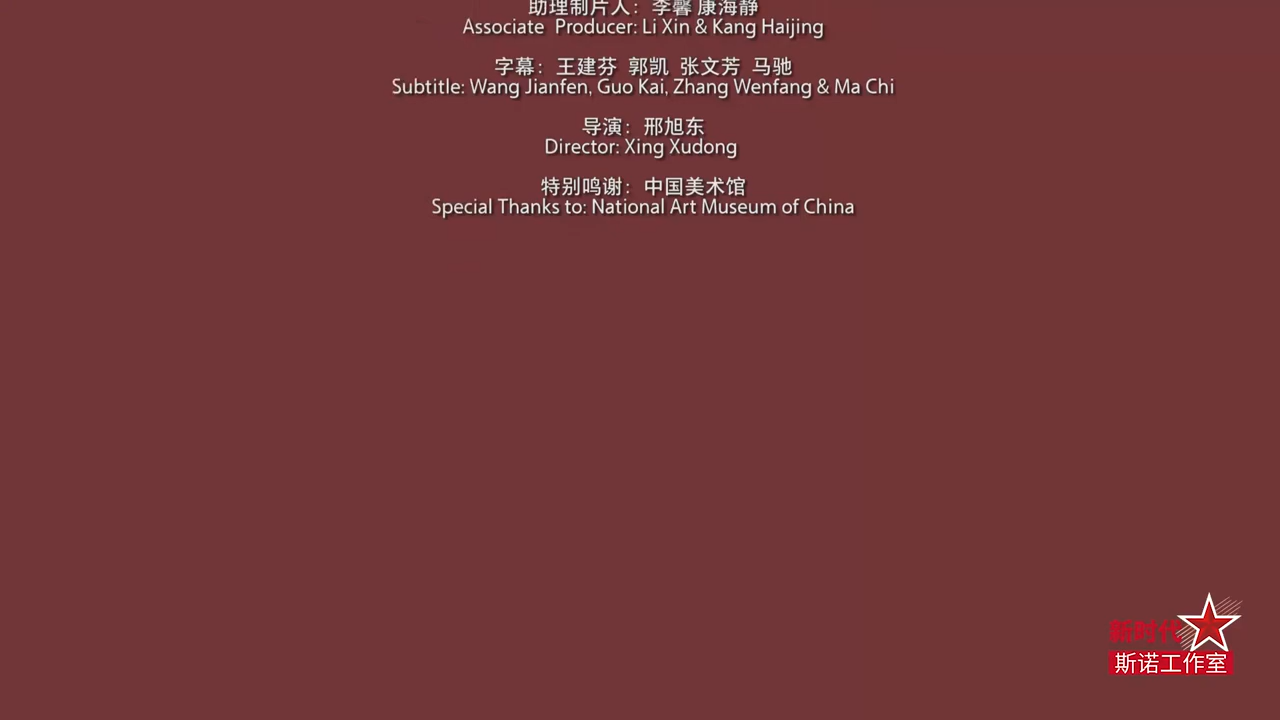 助理制片人：李馨 康海静
Associate  Producer: Li Xin & Kang Haijing
字幕：王建芬  郭凯  张文芳  马驰
Subtitle: Wang Jianfen, Guo Kai, Zhang Wenfang & Ma Chi
导演：邢旭东
Director: Xing Xudong
特别鸣谢：中国美术馆
Special Thanks to: National Art Museum of China
新时代
斯诺工作室